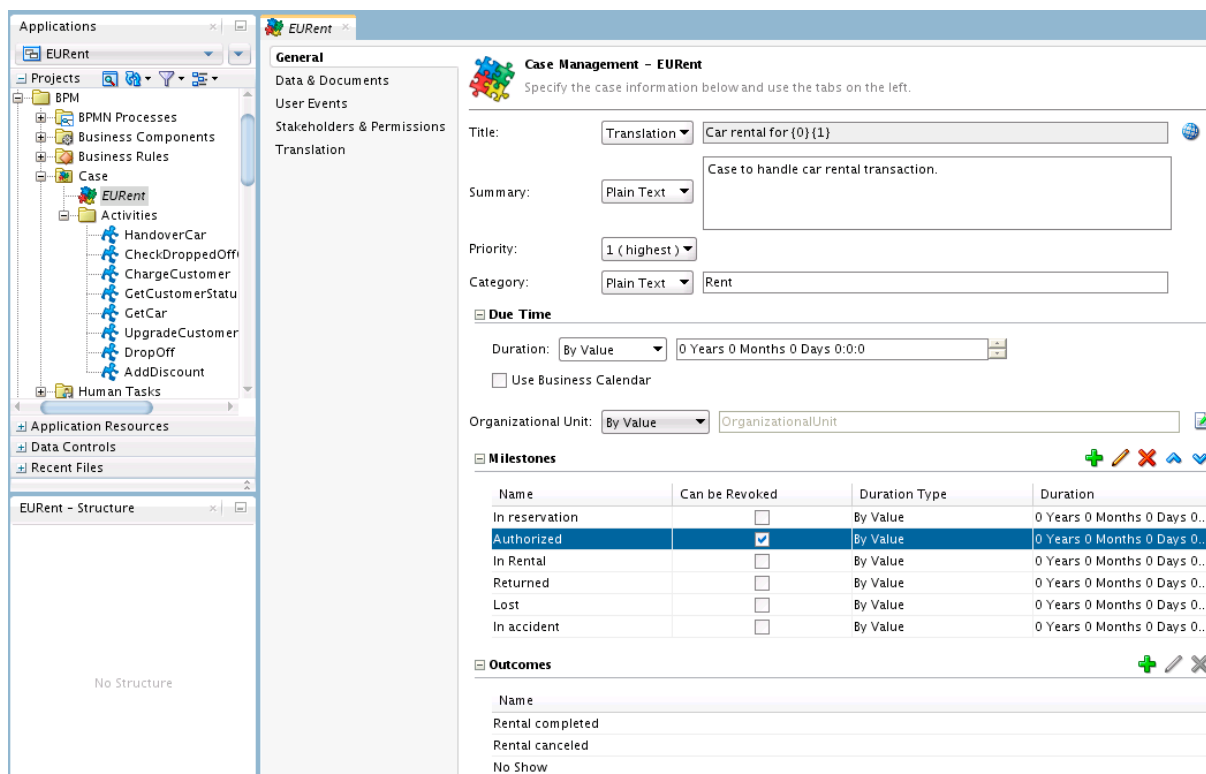 Applications
EURent
Projects
BPM
BPMN Processes
Business Components
Business Rules
Case
EURent
Activities
HandoverCar
CheckDroppedOff
ChargeCustomer
GetCustomerStatu
GetCar
UpgradeCustomer
DropOff
AddDiscount
Human Tasks
Application Resources
Data Controls
Recent Files
EURent - Structure
No Structure
EURent
General
Data & Documents
User Events
Stakeholders & Permissions
Translation
Case Management - EURent
Specify the case information below and use the tabs on the left.
Title: Translation Car rental for {0}{1}
Summary: Plain Text Case to handle car rental transaction.
Priority: 1 ( highest )
Category: Plain Text Rent
Due Time
Duration: By Value 0 Years 0 Months 0 Days 0:0:0
Use Business Calendar
Organizational Unit: By Value OrganizationalUnit
Milestones
Name Can be Revoked Duration Type Duration
In reservation By Value 0 Years 0 Months 0 Days 0..
Authorized By Value 0 Years 0 Months 0 Days 0..
In Rental By Value 0 Years 0 Months 0 Days 0..
Returned By Value 0 Years 0 Months 0 Days 0..
Lost By Value 0 Years 0 Months 0 Days 0..
In accident By Value 0 Years 0 Months 0 Days 0..
Outcomes
Name
Rental completed
Rental canceled
No Show